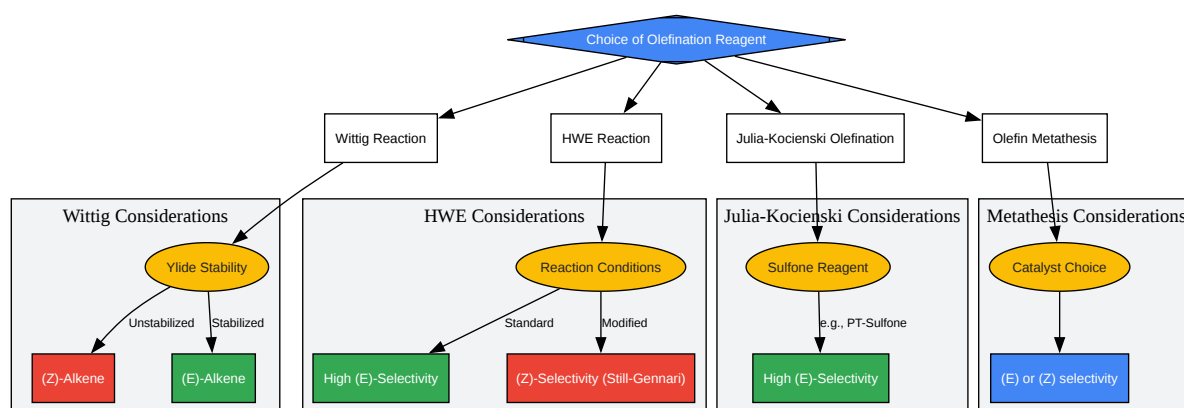 Choice of Olefination Reagent
Wittig Reaction
HWE Reaction
Julia-Kocienski Olefination
Olefin Metathesis
Wittig Considerations
HWE Considerations
Julia-Kocienski Considerations
Metathesis Considerations
Ylide Stability
Reaction Conditions
Sulfone Reagent
Catalyst Choice
Unstabilized
Stabilized
Standard
Modified
e.g., PT-Sulfone
(Z)-Alkene
(E)-Alkene
High (E)-Selectivity
(Z)-Selectivity (Still-Gennari)
High (E)-Selectivity
(E) or (Z) selectivity